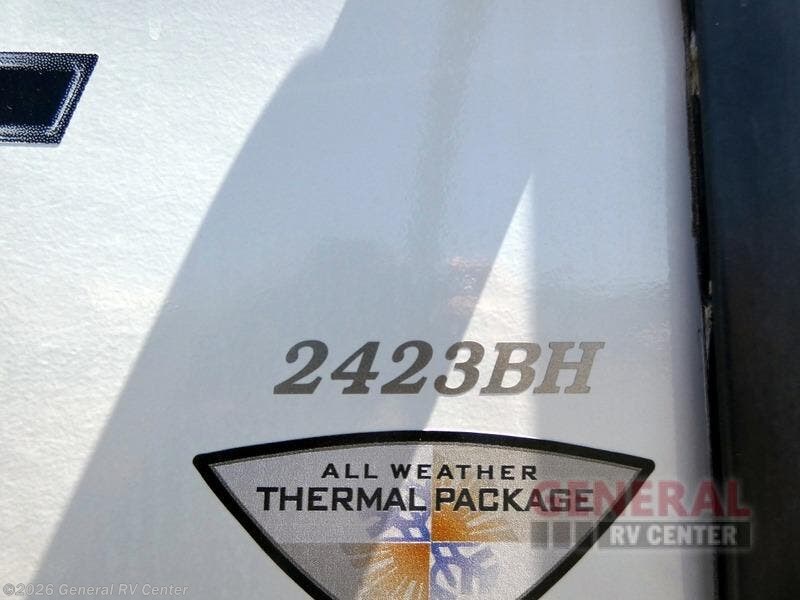 2423BH
ALL WEATHER
THERMAL PACKAGE
GENERAL
RV CENTER
©2026 General RV Center